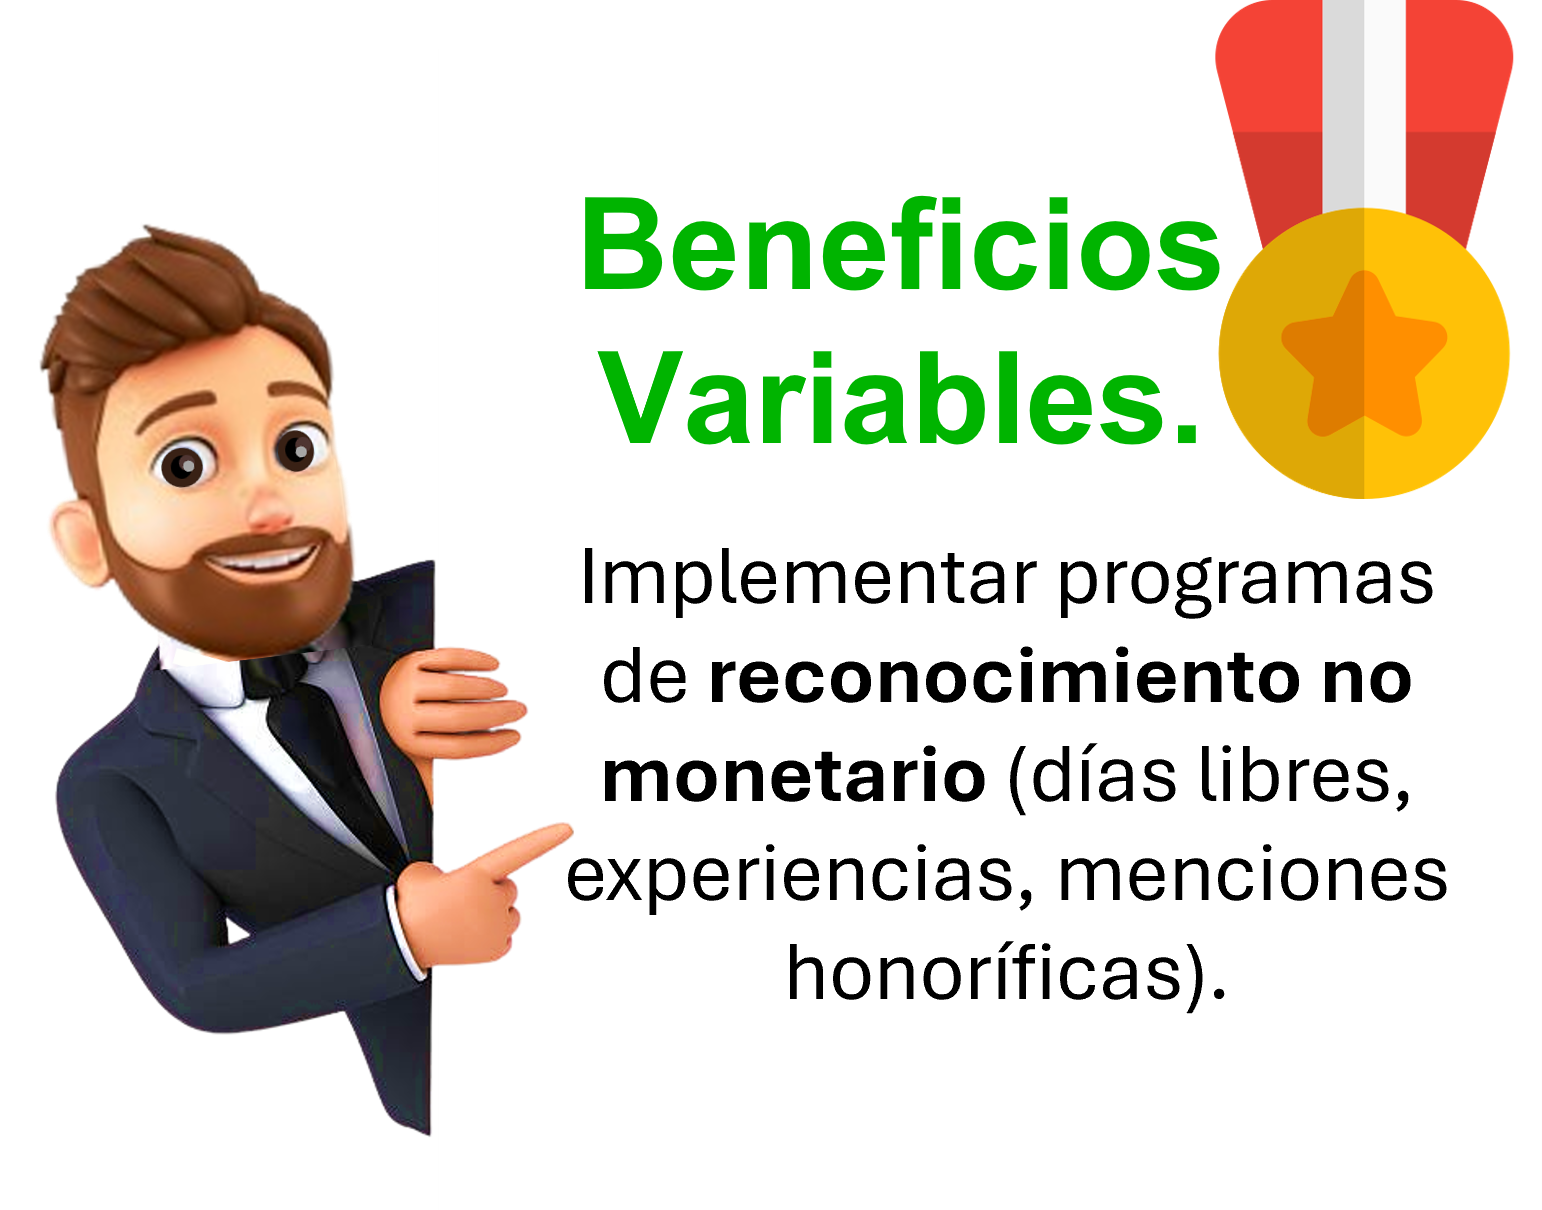 Beneficios
Variables.
Implementar programas
de reconocimiento no
monetario (días libres,
experiencias, menciones
honoríficas).